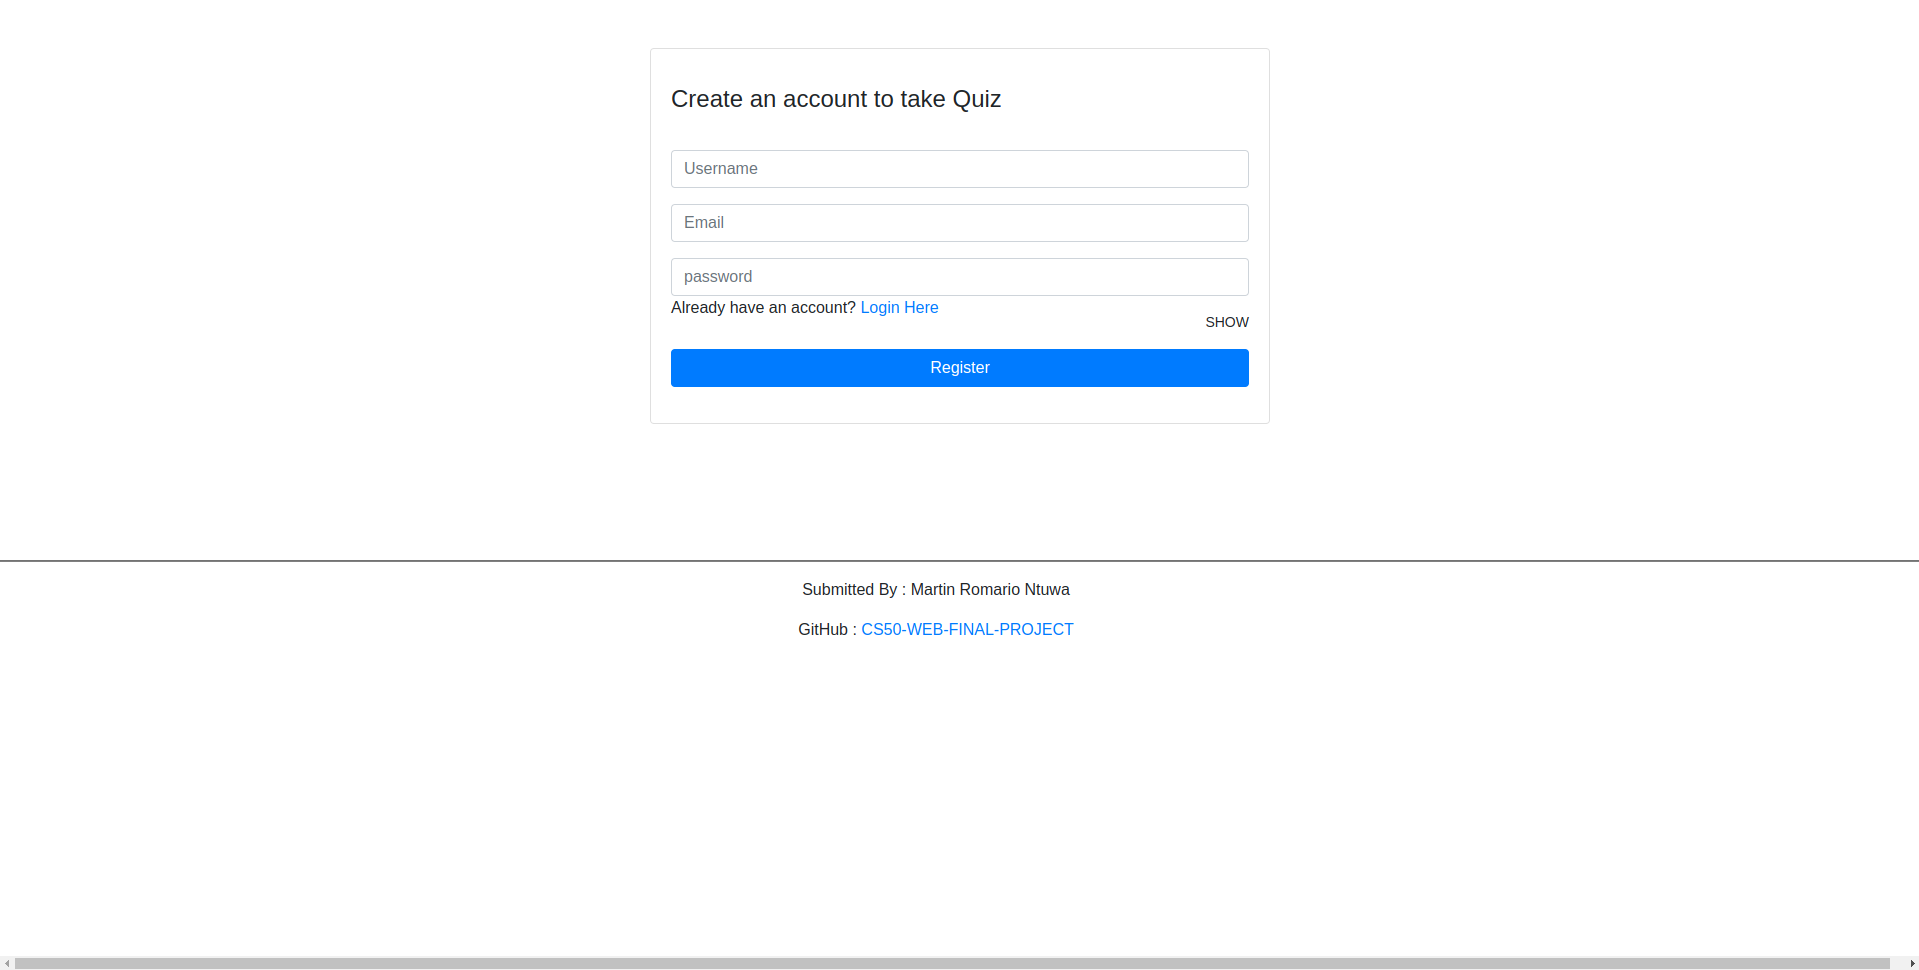 Create an account to take Quiz
Username
Email
password
Already have an account? Login Here
SHOW
Register
Submitted By : Martin Romario Ntuwa
GitHub : CS50-WEB-FINAL-PROJECT